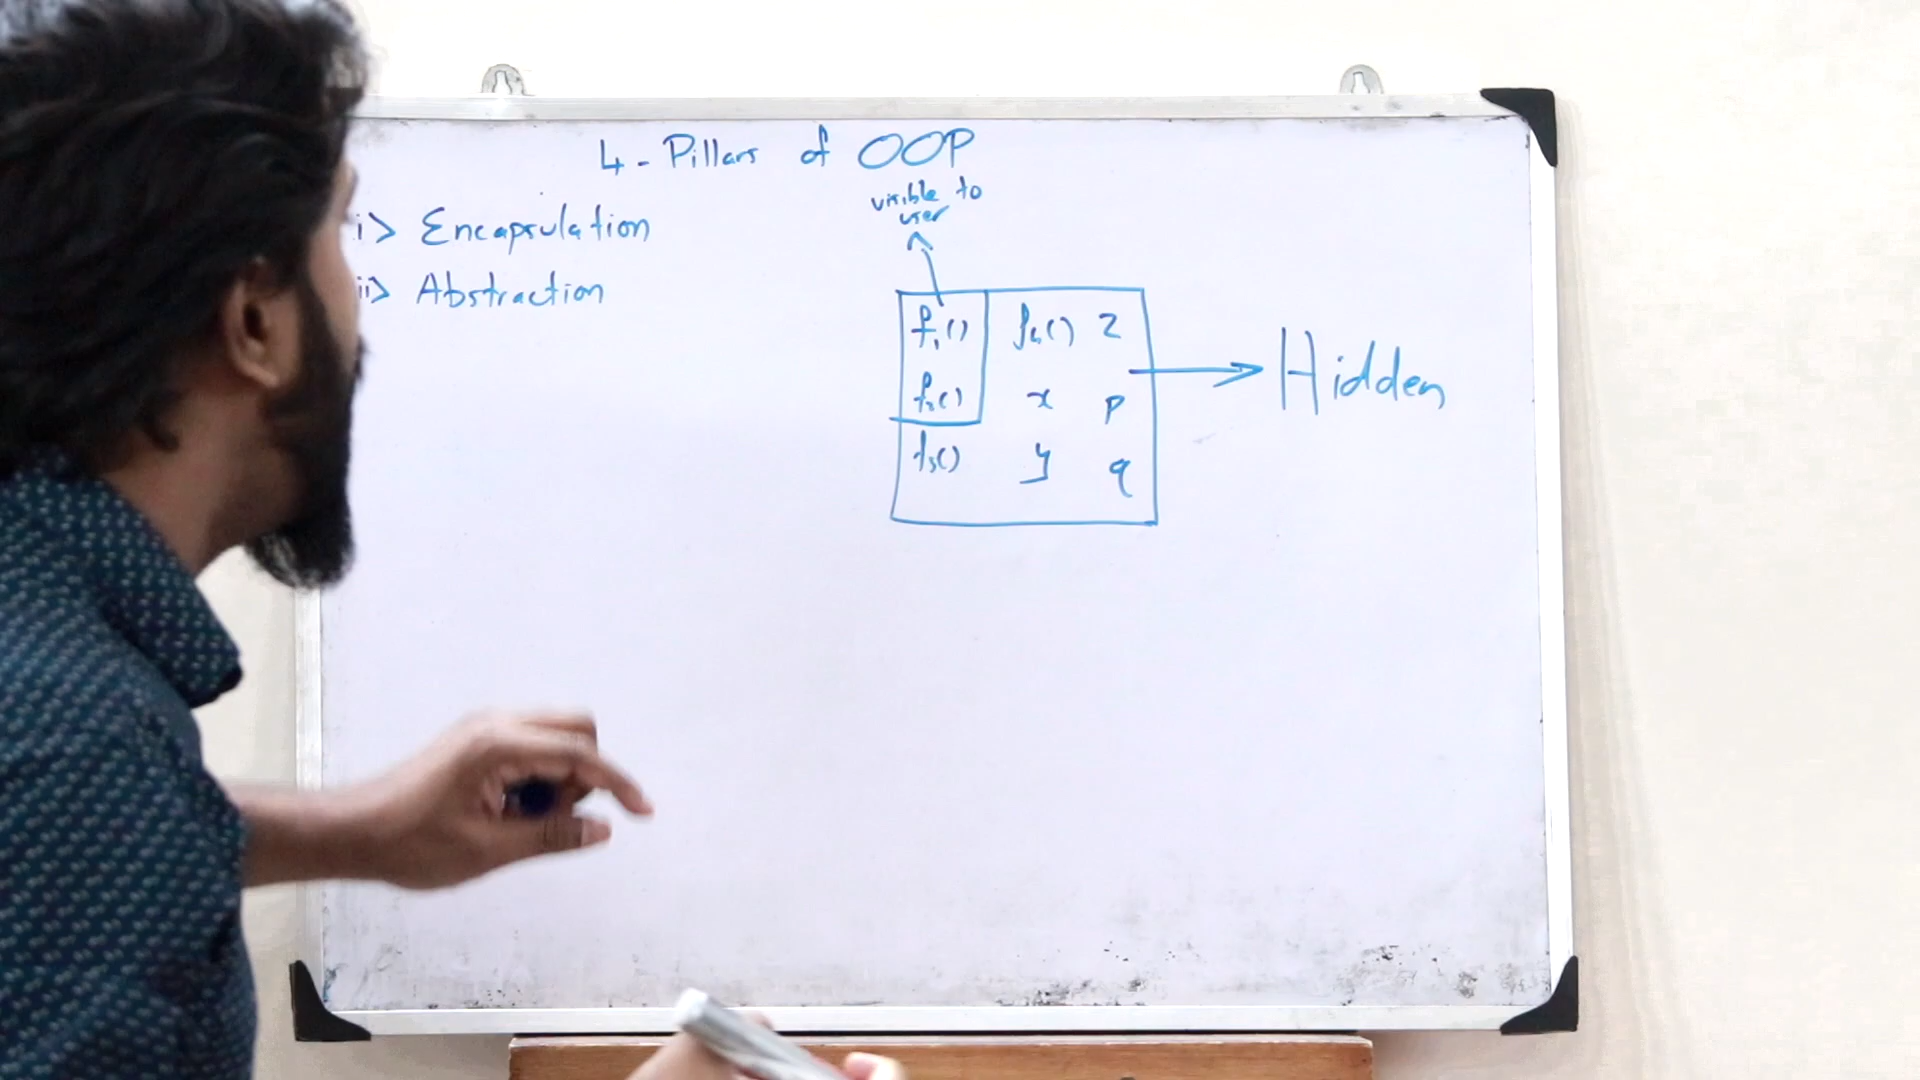 4 - Pillars of OOP
i> Encapsulation
ii> Abstraction
visible to
user
f1() f4() z
f2() x p
f3() y q
Hidden